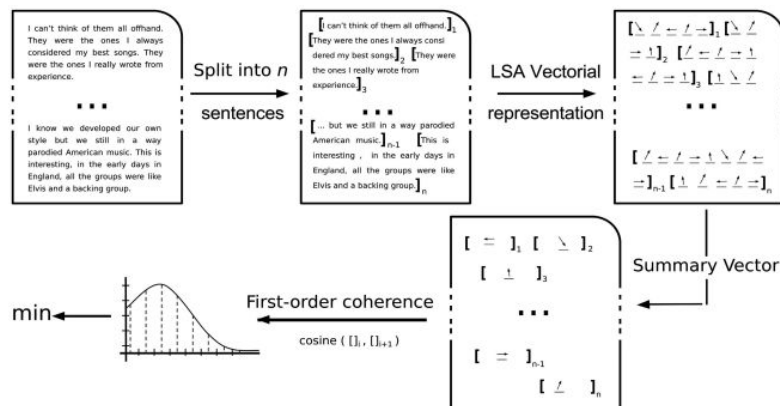 I can't think of them all offhand.
They were the ones I always
considered my best songs. They
were the ones I really wrote from
experience.
...
I know we developed our own
style but we still in a way
parodied American music. This is
interesting, in the early days in
England, all the groups were like
Elvis and a backing group.
Split into n
sentences
[I can't think of them all offhand.]1
[They were the ones I always consi
dered my best songs.]2 [They were
the ones I really wrote from
experience.]3
...
[... but we still in a way parodied
American music.]n-1 [This is
interesting , in the early days in
England, all the groups were like
Elvis and a backing group.]n
LSA Vectorial
representation
[↘ ↗ ← ↗ →]1 [↘ ↗
→ ↑]2 [↗ ← ↗ → ↑
← ↗ → ↑]3 [↑ ↘ ↗
...
[↗ ← ↗ → ↑ ↘ ↗ ←
→]n-1 [↑ ↗ ← ↗ →]n
Summary Vector
[ ← ]1 [ ↘ ]2
[ ↑ ]3
...
[ → ]n-1
[ ↗ ]n
First-order coherence
cosine ( []i , []i+1 )
min